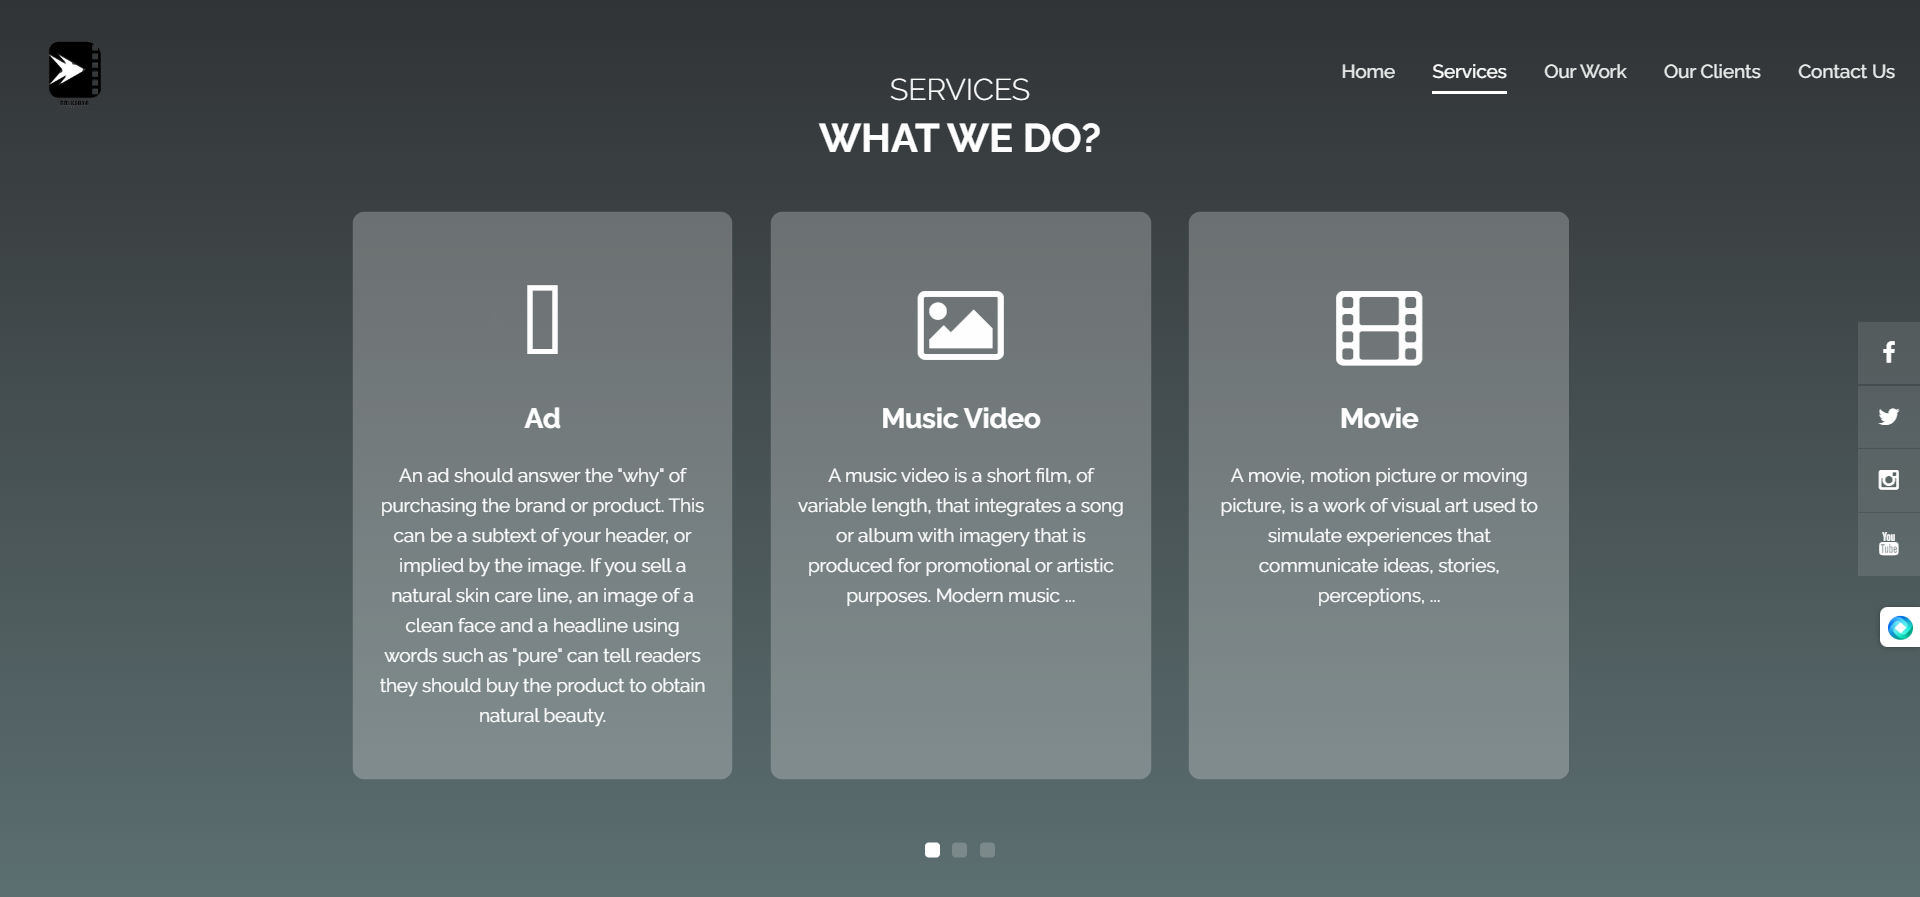 Home Services Our Work Our Clients Contact Us
SERVICES
WHAT WE DO?
Ad
An ad should answer the "why" of
purchasing the brand or product. This
can be a subtext of your header, or
implied by the image. If you sell a
natural skin care line, an image of a
clean face and a headline using
words such as "pure" can tell readers
they should buy the product to obtain
natural beauty.
Music Video
A music video is a short film, of
variable length, that integrates a song
or album with imagery that is
produced for promotional or artistic
purposes. Modern music ...
Movie
A movie, motion picture or moving
picture, is a work of visual art used to
simulate experiences that
communicate ideas, stories,
perceptions, ...
You
Tube